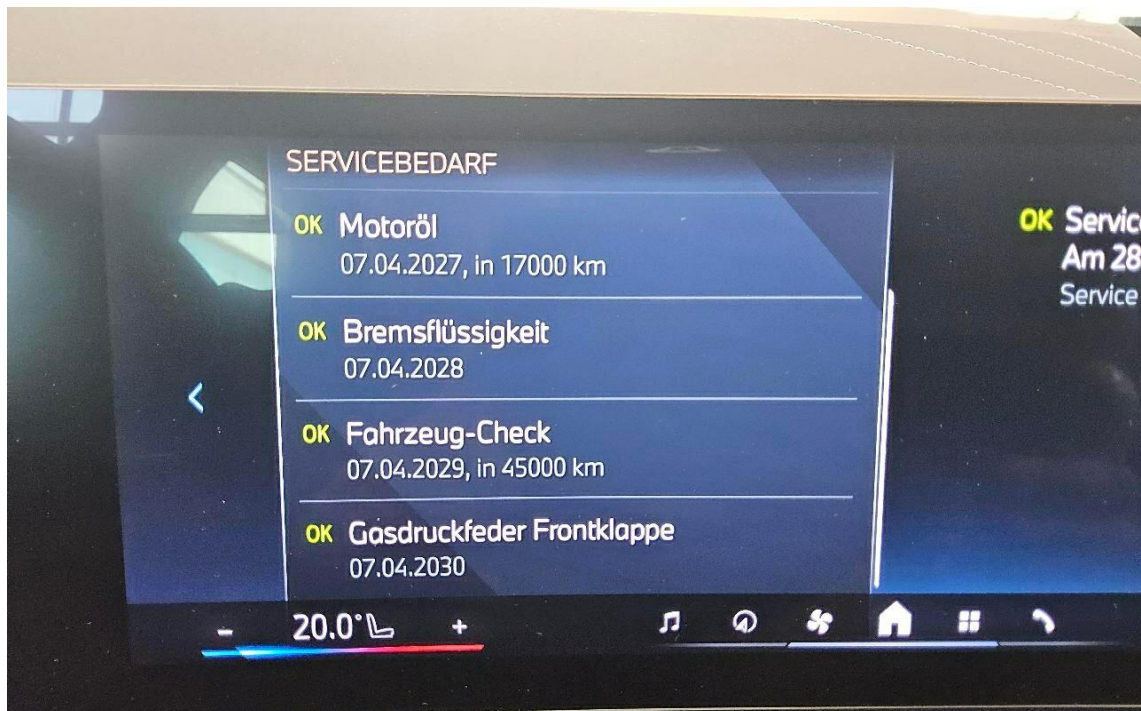 SERVICEBEDARF
OK Motoröl
07.04.2027, in 17000 km
OK Bremsflüssigkeit
07.04.2028
OK Fahrzeug-Check
07.04.2029, in 45000 km
OK Gasdruckfeder Frontklappe
07.04.2030
OK Service
Am 28
Service
- 20.0° +